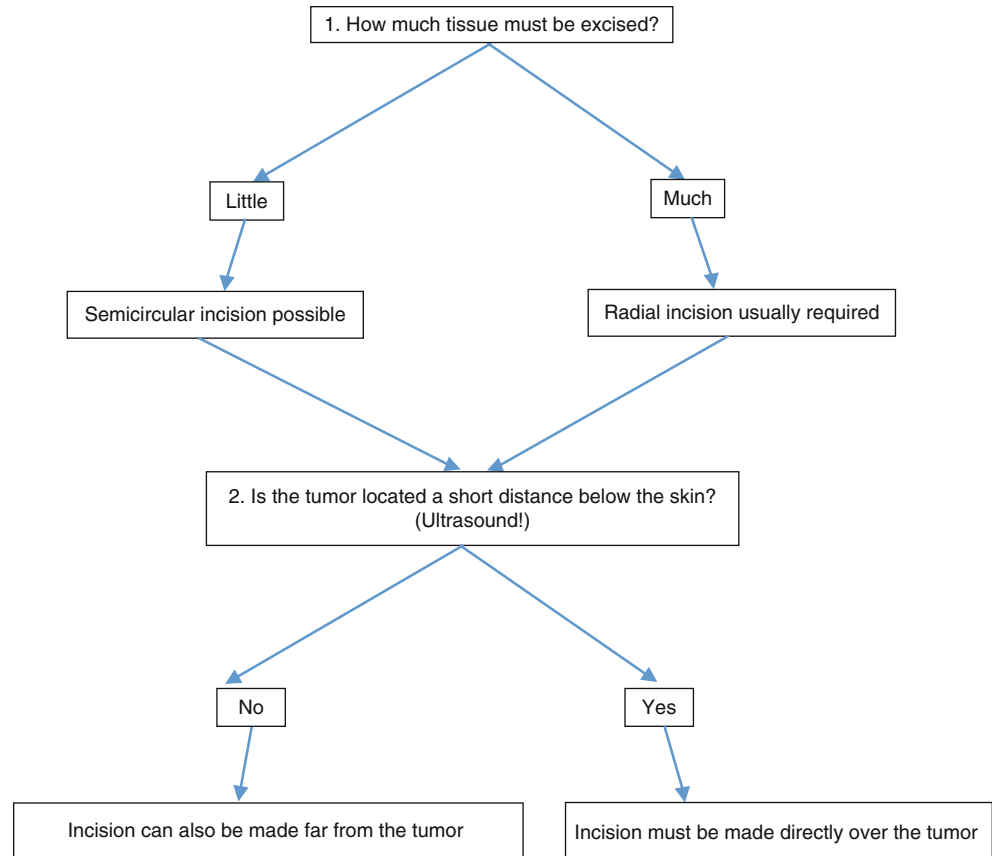 1. How much tissue must be excised?
Little
Much
Semicircular incision possible
Radial incision usually required
2. Is the tumor located a short distance below the skin?
(Ultrasound!)
No
Yes
Incision can also be made far from the tumor
Incision must be made directly over the tumor